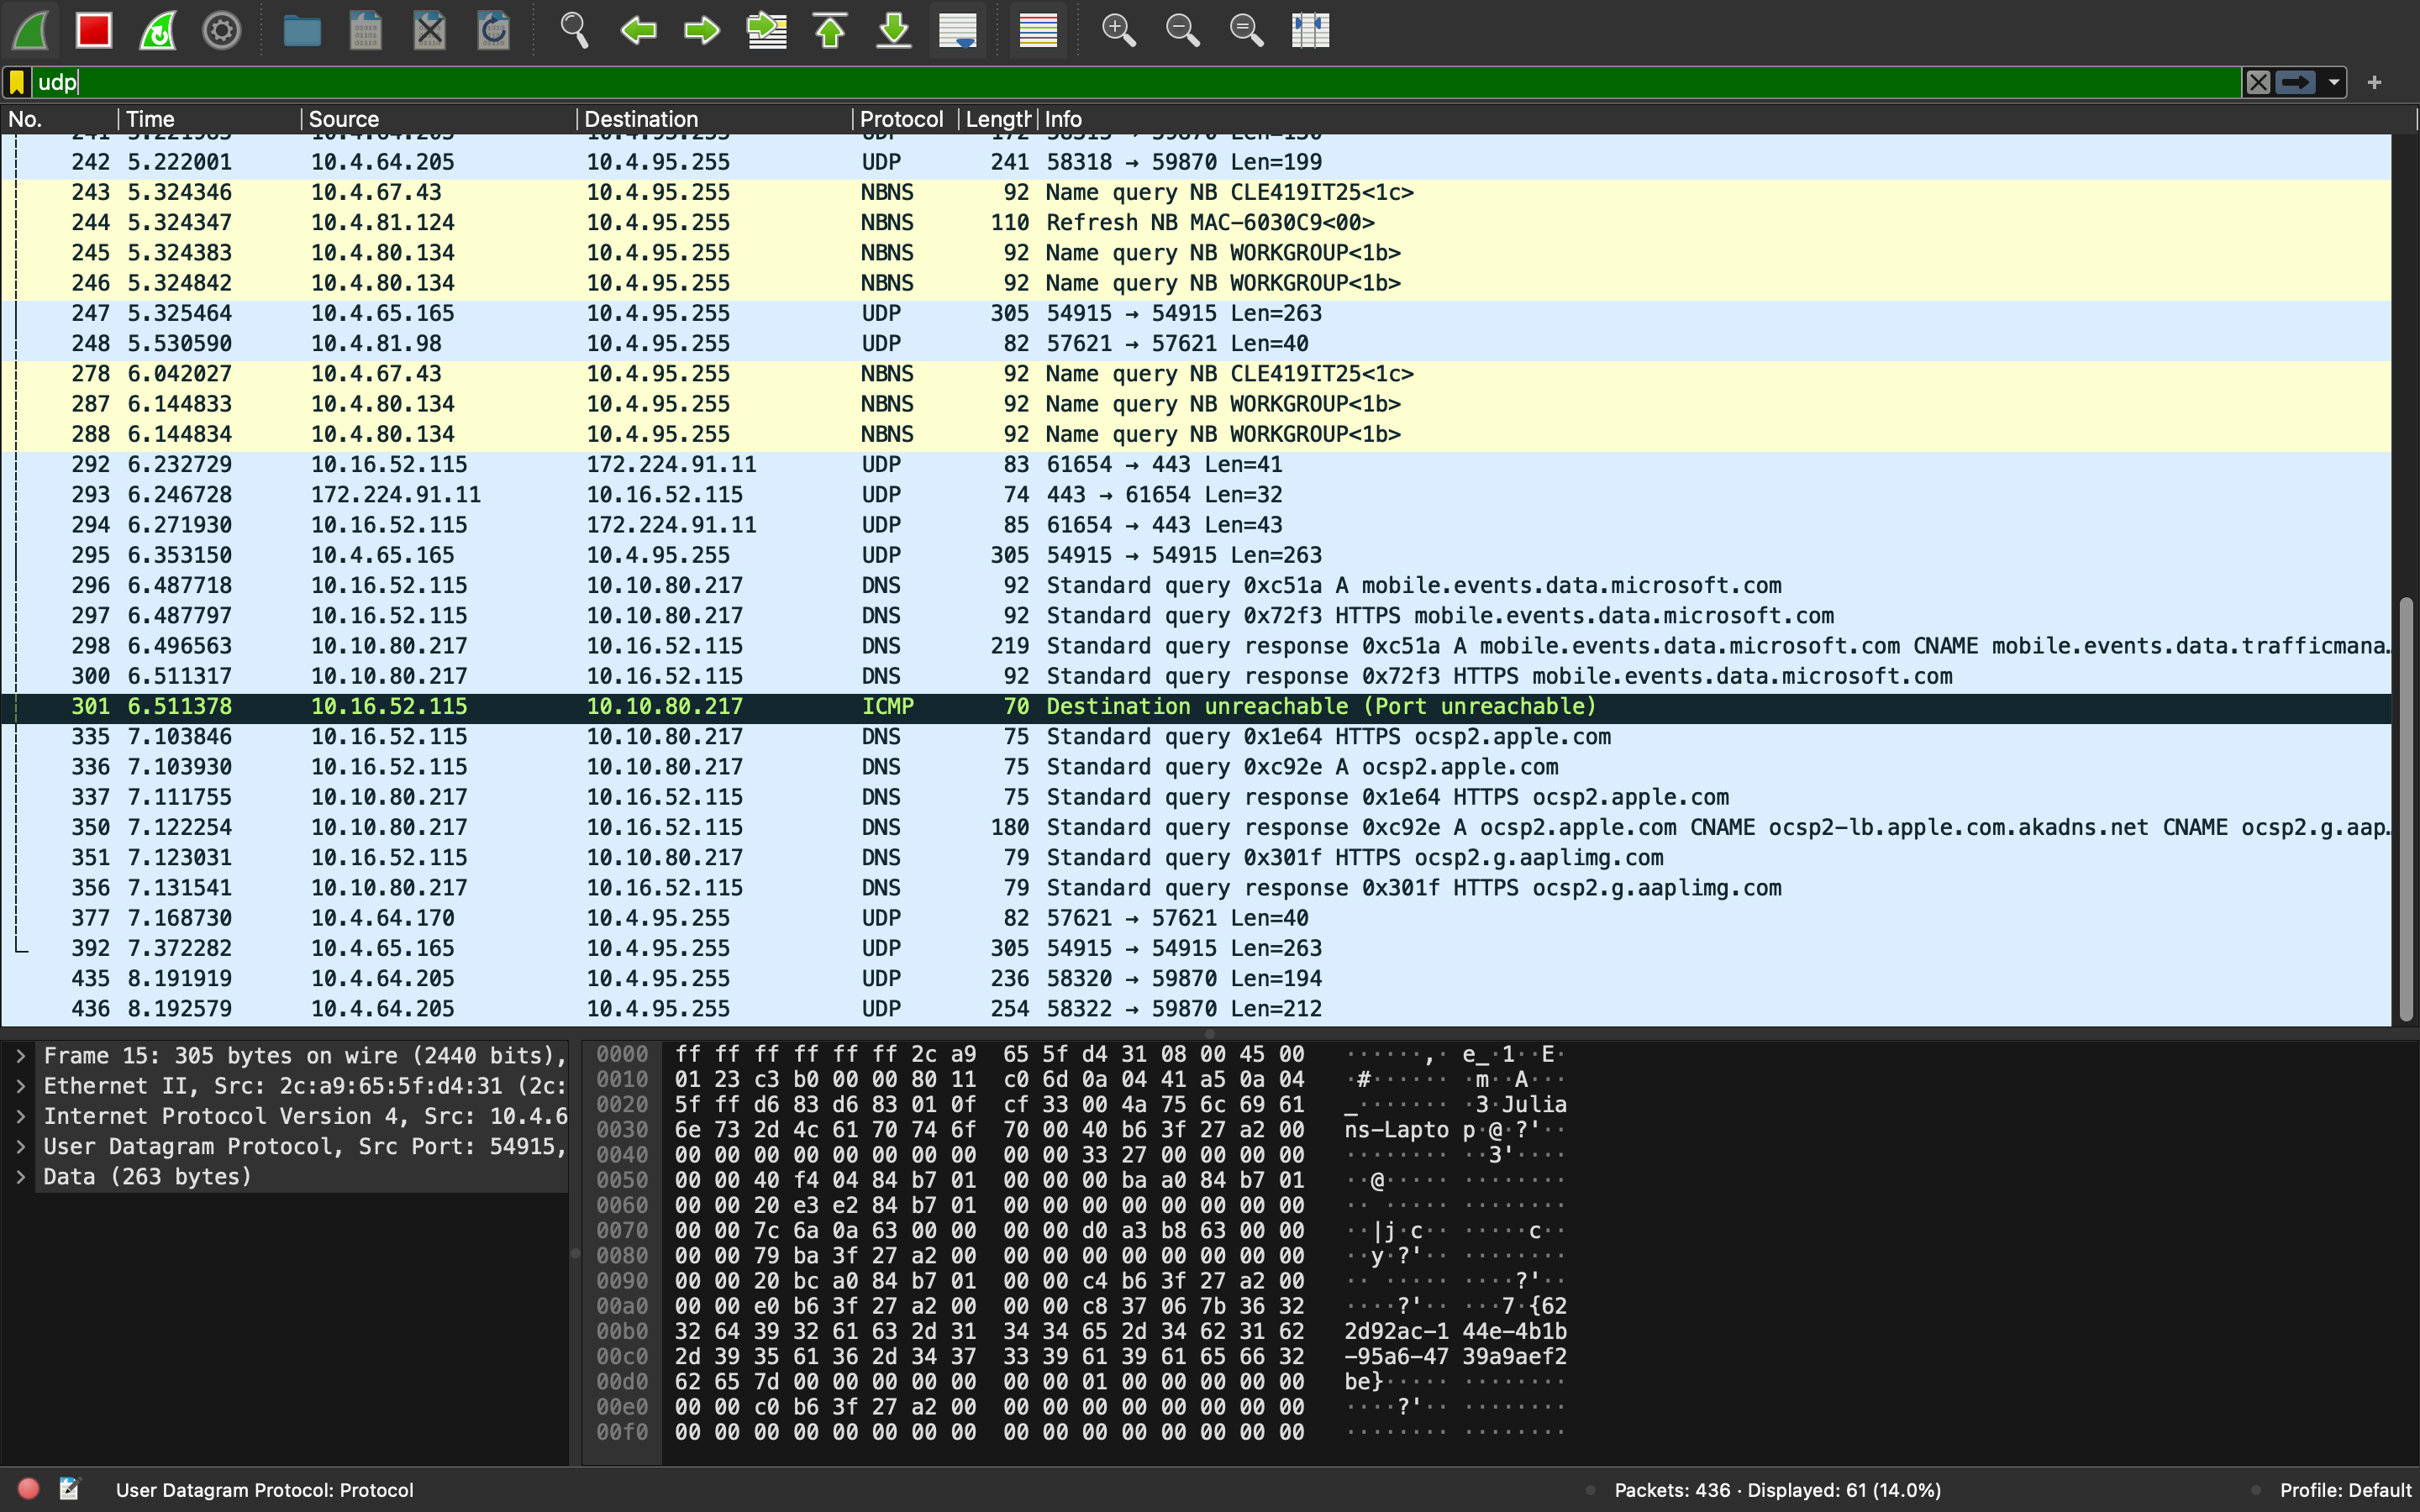 udp
No. Time Source Destination Protocol Length Info
242 5.222001 10.4.64.205 10.4.95.255 UDP 241 58318 → 59870 Len=199
243 5.324346 10.4.67.43 10.4.95.255 NBNS 92 Name query NB CLE419IT25<1c>
244 5.324347 10.4.81.124 10.4.95.255 NBNS 110 Refresh NB MAC-6030C9<00>
245 5.324383 10.4.80.134 10.4.95.255 NBNS 92 Name query NB WORKGROUP<1b>
246 5.324842 10.4.80.134 10.4.95.255 NBNS 92 Name query NB WORKGROUP<1b>
247 5.325464 10.4.65.165 10.4.95.255 UDP 305 54915 → 54915 Len=263
248 5.530590 10.4.81.98 10.4.95.255 UDP 82 57621 → 57621 Len=40
278 6.042027 10.4.67.43 10.4.95.255 NBNS 92 Name query NB CLE419IT25<1c>
287 6.144833 10.4.80.134 10.4.95.255 NBNS 92 Name query NB WORKGROUP<1b>
288 6.144834 10.4.80.134 10.4.95.255 NBNS 92 Name query NB WORKGROUP<1b>
292 6.232729 10.16.52.115 172.224.91.11 UDP 83 61654 → 443 Len=41
293 6.246728 172.224.91.11 10.16.52.115 UDP 74 443 → 61654 Len=32
294 6.271930 10.16.52.115 172.224.91.11 UDP 85 61654 → 443 Len=43
295 6.353150 10.4.65.165 10.4.95.255 UDP 305 54915 → 54915 Len=263
296 6.487718 10.16.52.115 10.10.80.217 DNS 92 Standard query 0xc51a A mobile.events.data.microsoft.com
297 6.487797 10.16.52.115 10.10.80.217 DNS 92 Standard query 0x72f3 HTTPS mobile.events.data.microsoft.com
298 6.496563 10.10.80.217 10.16.52.115 DNS 219 Standard query response 0xc51a A mobile.events.data.microsoft.com CNAME mobile.events.data.trafficmana…
300 6.511317 10.10.80.217 10.16.52.115 DNS 92 Standard query response 0x72f3 HTTPS mobile.events.data.microsoft.com
301 6.511378 10.16.52.115 10.10.80.217 ICMP 70 Destination unreachable (Port unreachable)
335 7.103846 10.16.52.115 10.10.80.217 DNS 75 Standard query 0x1e64 HTTPS ocsp2.apple.com
336 7.103930 10.16.52.115 10.10.80.217 DNS 75 Standard query 0xc92e A ocsp2.apple.com
337 7.111755 10.10.80.217 10.16.52.115 DNS 75 Standard query response 0x1e64 HTTPS ocsp2.apple.com
350 7.122254 10.10.80.217 10.16.52.115 DNS 180 Standard query response 0xc92e A ocsp2.apple.com CNAME ocsp2-lb.apple.com.akadns.net CNAME ocsp2.g.aap…
351 7.123031 10.16.52.115 10.10.80.217 DNS 79 Standard query 0x301f HTTPS ocsp2.g.aaplimg.com
356 7.131541 10.10.80.217 10.16.52.115 DNS 79 Standard query response 0x301f HTTPS ocsp2.g.aaplimg.com
377 7.168730 10.4.64.170 10.4.95.255 UDP 82 57621 → 57621 Len=40
392 7.372282 10.4.65.165 10.4.95.255 UDP 305 54915 → 54915 Len=263
435 8.191919 10.4.64.205 10.4.95.255 UDP 236 58320 → 59870 Len=194
436 8.192579 10.4.64.205 10.4.95.255 UDP 254 58322 → 59870 Len=212
Frame 15: 305 bytes on wire (2440 bits),
Ethernet II, Src: 2c:a9:65:5f:d4:31 (2c:
Internet Protocol Version 4, Src: 10.4.6
User Datagram Protocol, Src Port: 54915,
Data (263 bytes)
0000 ff ff ff ff ff ff 2c a9 65 5f d4 31 08 00 45 00 ······,· e_·1··E·
0010 01 23 c3 b0 00 00 80 11 c0 6d 0a 04 41 a5 0a 04 ·#······ ·m··A···
0020 5f ff d6 83 d6 83 01 0f cf 33 00 4a 75 6c 69 61 _······· ·3·Julia
0030 6e 73 2d 4c 61 70 74 6f 70 00 40 b6 3f 27 a2 00 ns-Lapto p·@·?'··
0040 00 00 00 00 00 00 00 00 00 00 33 27 00 00 00 00 ········ ··3'····
0050 00 00 40 f4 04 84 b7 01 00 00 00 ba a0 84 b7 01 ··@····· ········
0060 00 00 20 e3 e2 84 b7 01 00 00 00 00 00 00 00 00 ·· ····· ········
0070 00 00 7c 6a 0a 63 00 00 00 00 d0 a3 b8 63 00 00 ··|j·c·· ·····c··
0080 00 00 79 ba 3f 27 a2 00 00 00 00 00 00 00 00 00 ··y·?'·· ········
0090 00 00 20 bc a0 84 b7 01 00 00 c4 b6 3f 27 a2 00 ·· ····· ····?'··
00a0 00 00 e0 b6 3f 27 a2 00 00 00 c8 37 06 7b 36 32 ····?'·· ···7·{62
00b0 32 64 39 32 61 63 2d 31 34 34 65 2d 34 62 31 62 2d92ac-1 44e-4b1b
00c0 2d 39 35 61 36 2d 34 37 33 39 61 39 61 65 66 32 -95a6-47 39a9aef2
00d0 62 65 7d 00 00 00 00 00 00 00 01 00 00 00 00 00 be}····· ········
00e0 00 00 c0 b6 3f 27 a2 00 00 00 00 00 00 00 00 00 ····?'·· ········
00f0 00 00 00 00 00 00 00 00 00 00 00 00 00 00 00 00 ········ ········
User Datagram Protocol: Protocol
Packets: 436 · Displayed: 61 (14.0%)
Profile: Default